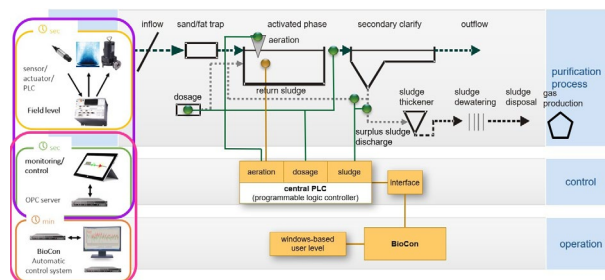 sec
sensor/
actuator/
PLC
Field level
sec
monitoring/
control
OPC server
min
BioCon
Automatic
control system
inflow
sand/fat trap
activated phase
secondary clarify
outflow
aeration
return sludge
dosage
sludge
thickener
sludge
dewatering
sludge
disposal
gas
production
surplus sludge
discharge
purification
process
aeration
dosage
sludge
central PLC
(programmable logic controller)
Interface
control
windows-based
user level
BioCon
operation